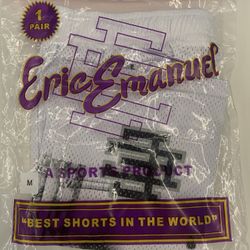 1
PAIR
Eric Emanuel
A SPORTS PRODUCT
M
"BEST SHORTS IN THE WORLD"